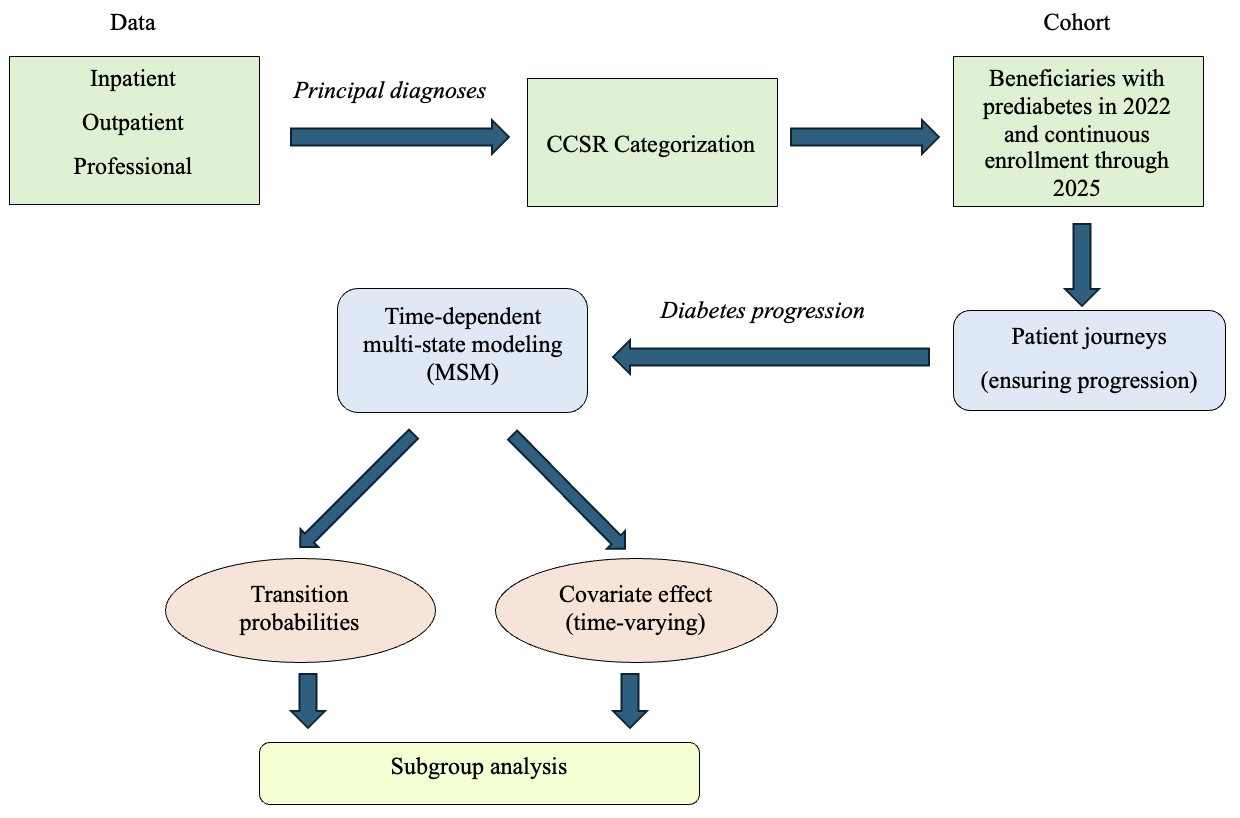 Data
Cohort
Inpatient
Outpatient
Professional
Principal diagnoses
CCSR Categorization
Beneficiaries with
prediabetes in 2022
and continuous
enrollment through
2025
Time-dependent
multi-state modeling
(MSM)
Diabetes progression
Patient journeys
(ensuring progression)
Transition
probabilities
Covariate effect
(time-varying)
Subgroup analysis